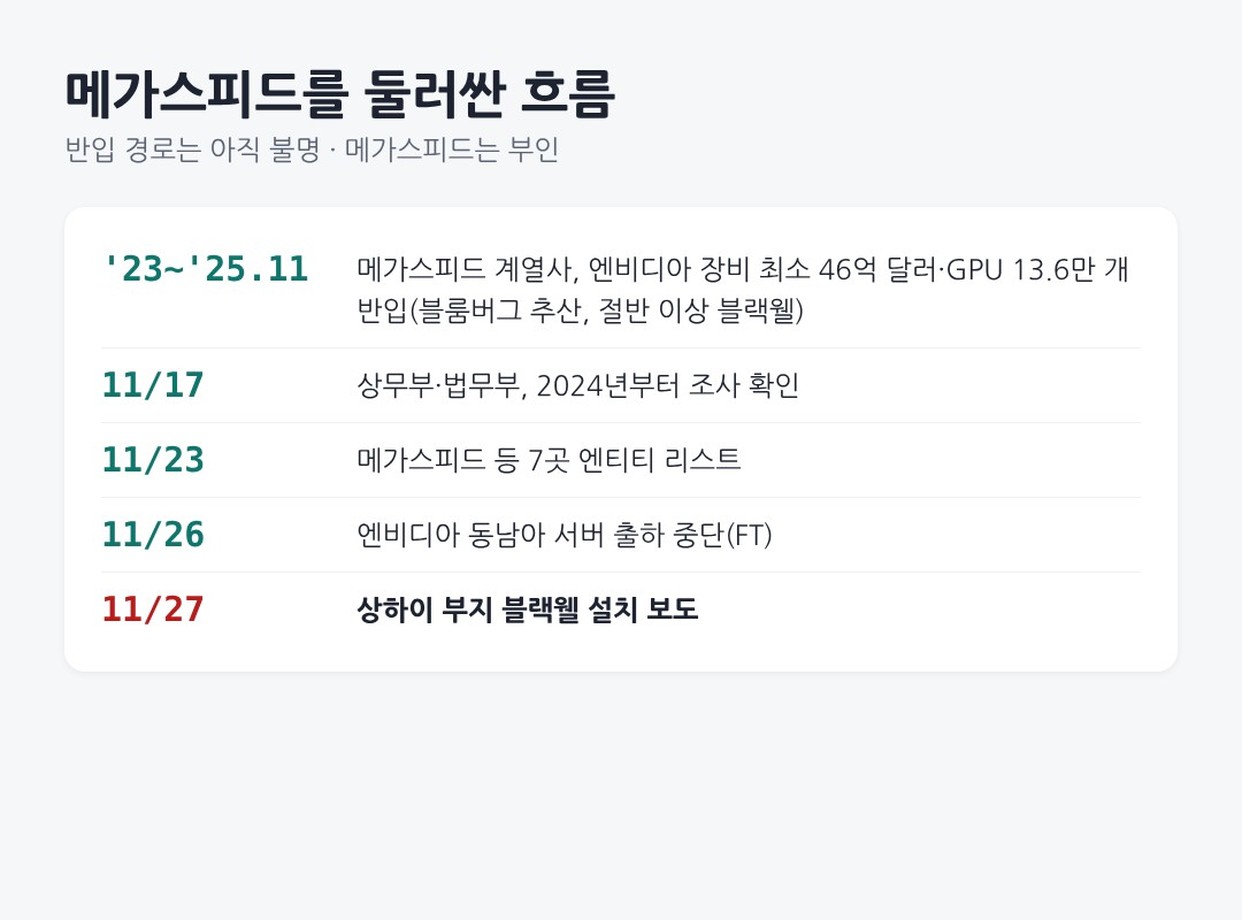 메가스피드를 둘러싼 흐름
반입 경로는 아직 불명 · 메가스피드는 부인
'23~'25.11 메가스피드 계열사, 엔비디아 장비 최소 46억 달러·GPU 13.6만 개
반입(블룸버그 추산, 절반 이상 블랙웰)
11/17 상무부·법무부, 2024년부터 조사 확인
11/23 메가스피드 등 7곳 엔티티 리스트
11/26 엔비디아 동남아 서버 출하 중단(FT)
11/27 상하이 부지 블랙웰 설치 보도